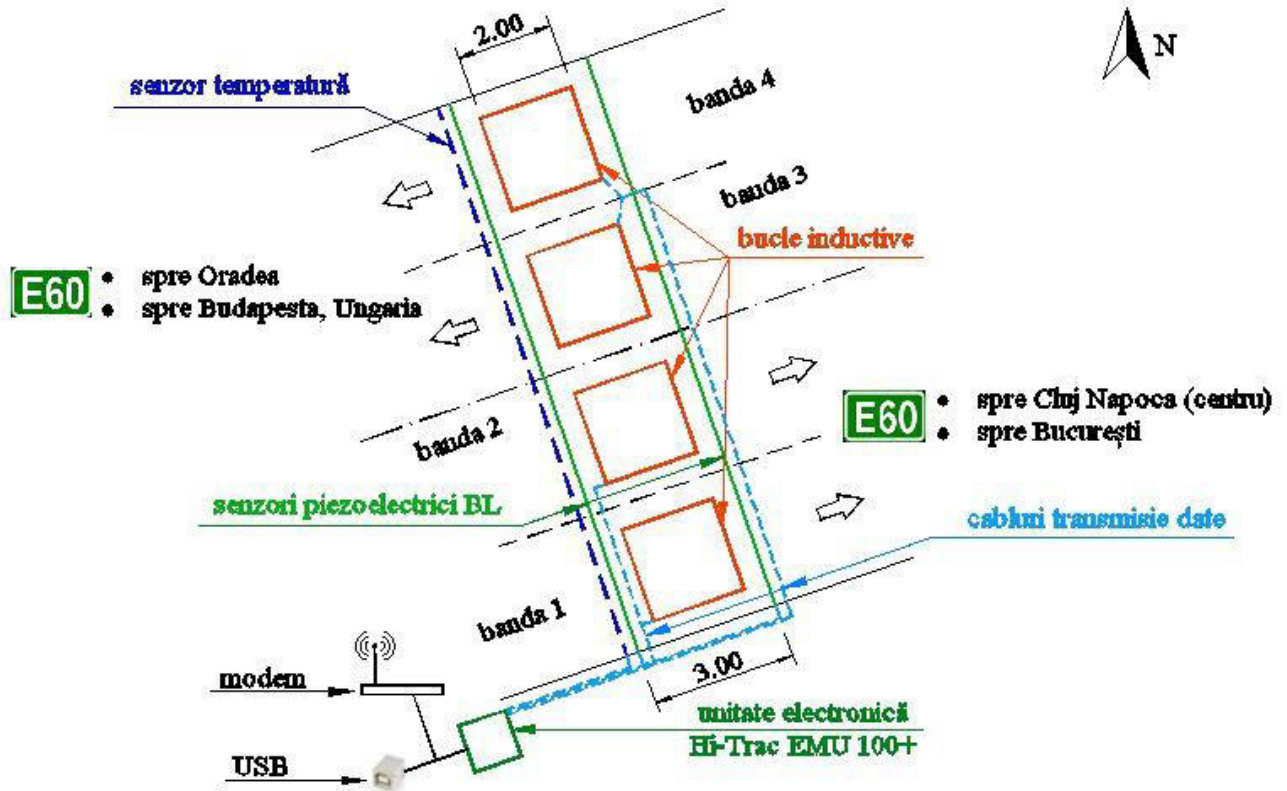 2.00
N
senzor temperatură
banda 4
banda 3
bucle inductive
E60
• spre Oradea
• spre Budapesta, Ungaria
E60
• spre Cluj Napoca (centru)
• spre București
banda 2
senzori piezoelectrici BL
cabluri transmisie date
banda 1
3.00
modem
unitate electronică
Hi-Trac EMU 100+
USB